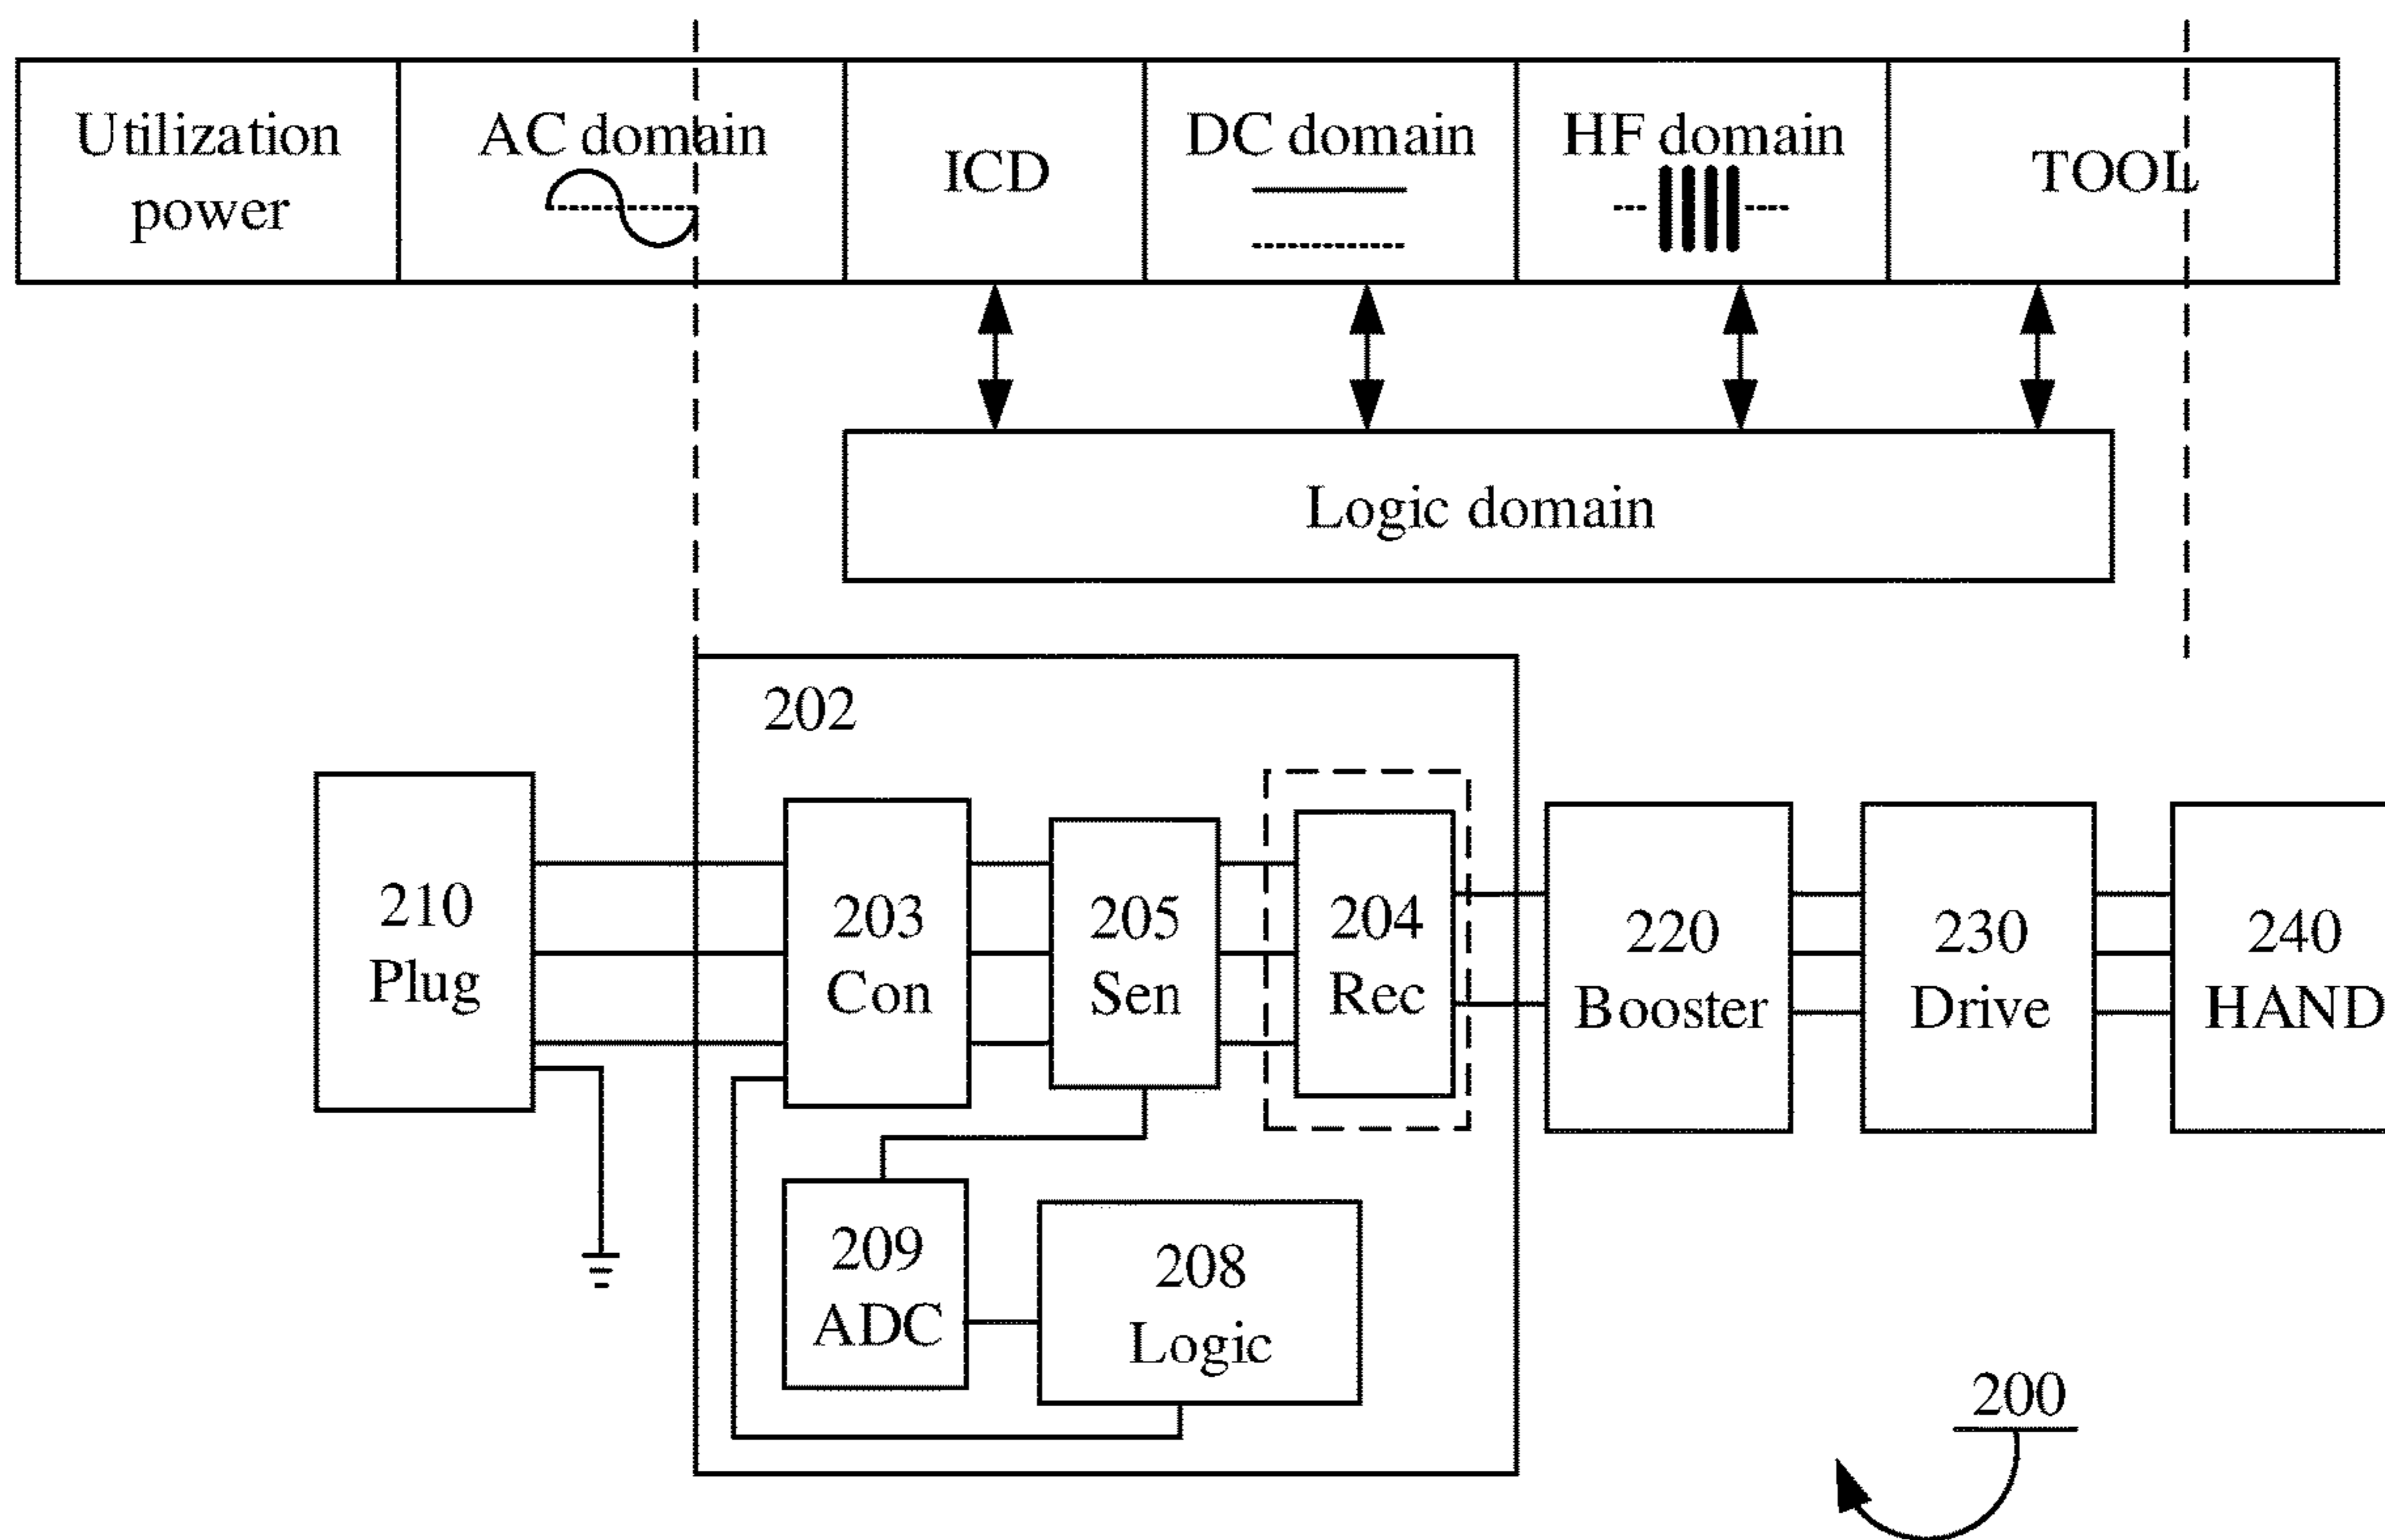 Utilization
power
AC domain
ICD
DC domain
HF domain
TOOL
Logic domain
202
210
Plug
203
Con
205
Sen
204
Rec
220
Booster
230
Drive
240
HAND
209
ADC
208
Logic
200